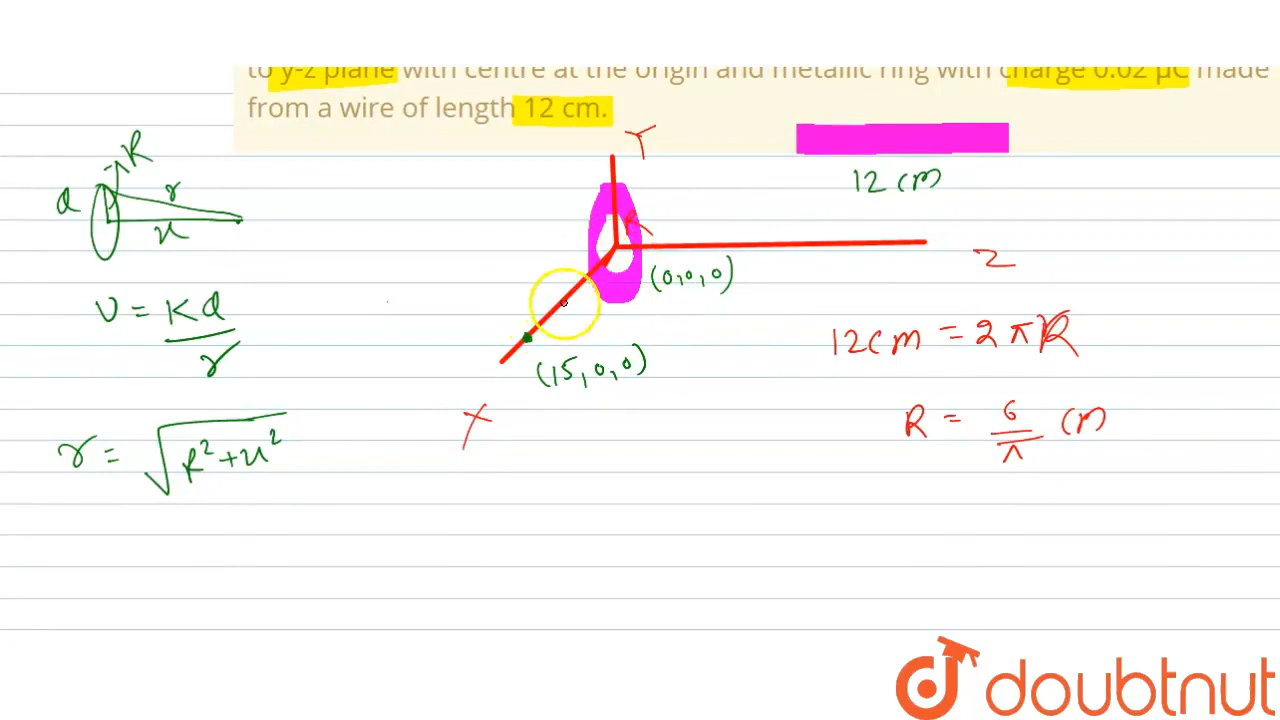 to y-z plane with centre at the origin and metallic ring with charge 0.02 μC made
from a wire of length 12 cm.
R
Y
12 cm
Q
r
x
R
Z
(0,0,0)
V = KQ
r
12cm = 2πR
(15,0,0)
X
R = 6 cm
π
r = √R²+x²
doubtnut